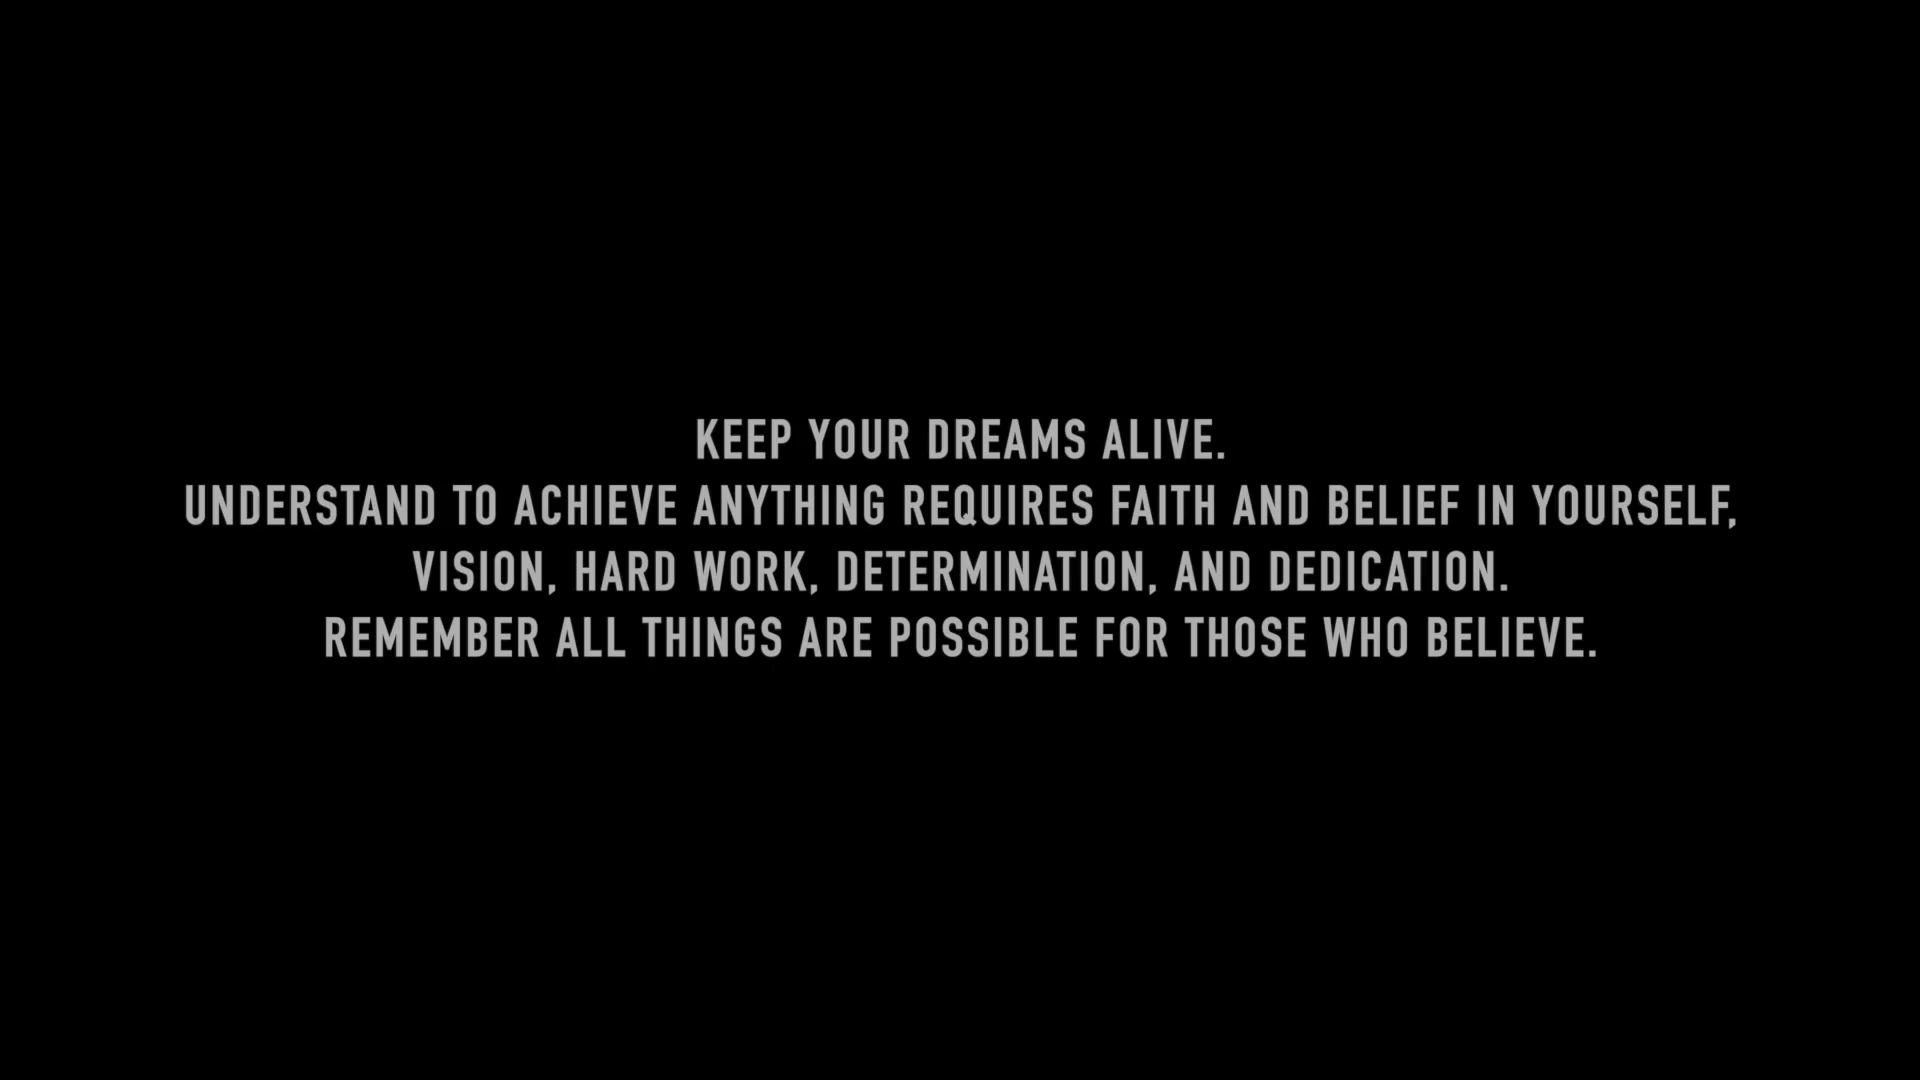 KEEP YOUR DREAMS ALIVE.
UNDERSTAND TO ACHIEVE ANYTHING REQUIRES FAITH AND BELIEF IN YOURSELF,
VISION, HARD WORK, DETERMINATION, AND DEDICATION.
REMEMBER ALL THINGS ARE POSSIBLE FOR THOSE WHO BELIEVE.